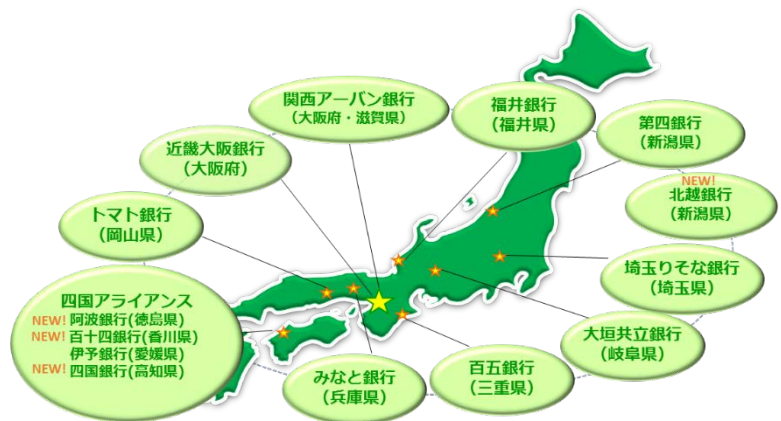 関西アーバン銀行
(大阪府・滋賀県)
福井銀行
(福井県)
第四銀行
(新潟県)
近畿大阪銀行
(大阪府)
NEW!
北越銀行
(新潟県)
トマト銀行
(岡山県)
埼玉りそな銀行
(埼玉県)
四国アライアンス
NEW! 阿波銀行(徳島県)
NEW! 百十四銀行(香川県)
伊予銀行(愛媛県)
NEW! 四国銀行(高知県)
大垣共立銀行
(岐阜県)
みなと銀行
(兵庫県)
百五銀行
(三重県)